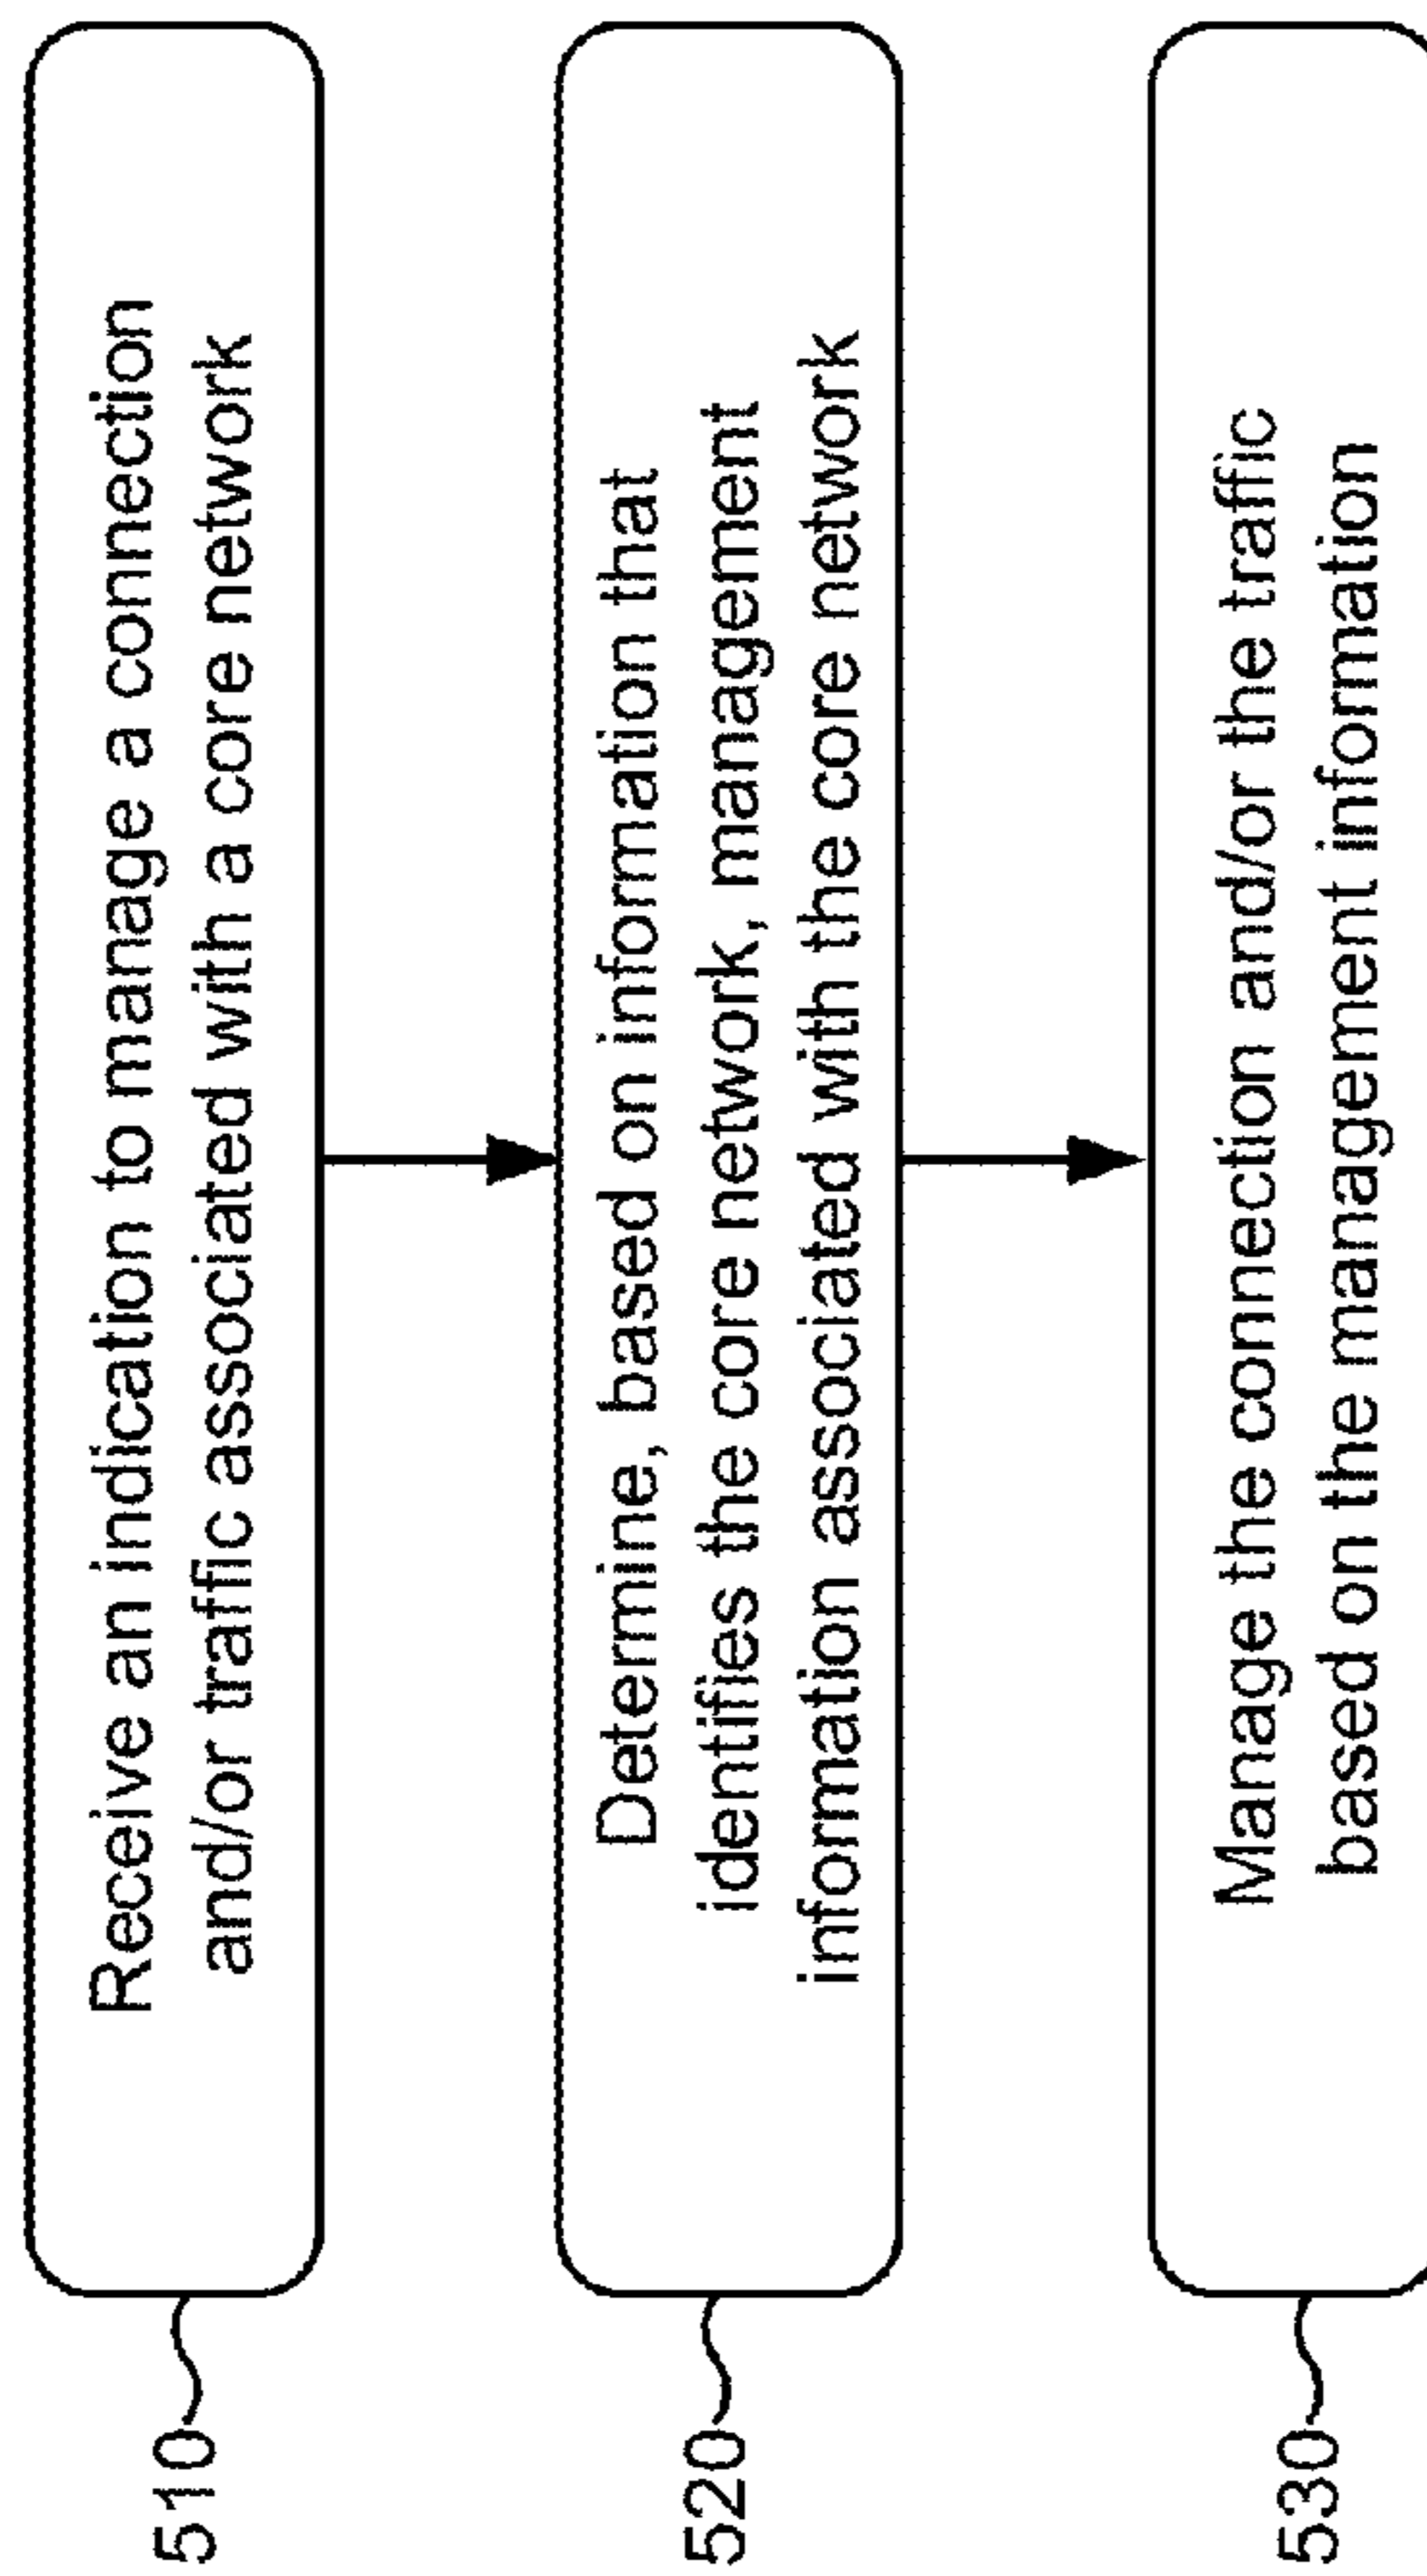 510
Receive an indication to manage a connection
and/or traffic associated with a core network
520
Determine, based on information that
identifies the core network, management
information associated with the core network
530
Manage the connection and/or the traffic
based on the management information